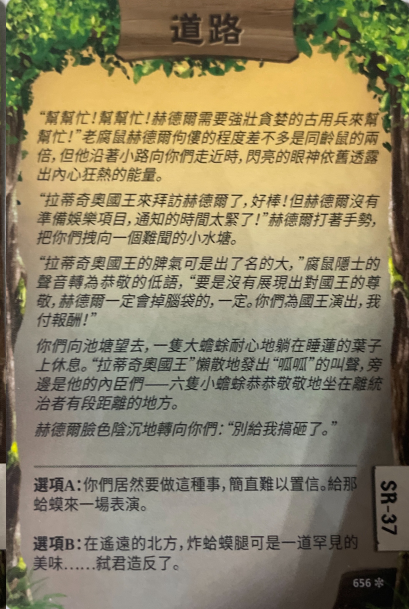 道路
“幫幫忙！幫幫忙！赫德爾需要強壯貪婪的古用兵來幫
幫忙！”老腐鼠赫德爾佝僂的程度差不多是同齡鼠的兩
倍，但他沿著小路向你們走近時，閃亮的眼神依舊透露
出內心狂熱的能量。
“拉蒂奇奧國王來拜訪赫德爾了，好棒！但赫德爾沒有
準備娛樂項目，通知的時間太緊了！”赫德爾打著手勢，
把你們拽向一個難聞的小水塘。
“拉蒂奇奧國王的脾氣可是出了名的大，”腐鼠隱士的
聲音轉為恭敬的低語，“要是沒有展現出對國王的尊
敬，赫德爾一定會掉腦袋的，一定。你們為國王演出，我
付報酬！”
你們向池塘望去，一隻大蟾蜍耐心地躺在睡蓮的葉子
上休息。“拉蒂奇奧國王”懶散地發出“呱呱”的叫聲，旁
邊是他的內臣們——六隻小蟾蜍恭恭敬敬地坐在離統
治者有段距離的地方。
赫德爾臉色陰沉地轉向你們：“別給我搞砸了。”
選項A：你們居然要做這種事，簡直難以置信。給那
蛤蟆來一場表演。
選項B：在遙遠的北方，炸蛤蟆腿可是一道罕見的
美味……弒君造反了。
SR-37
656